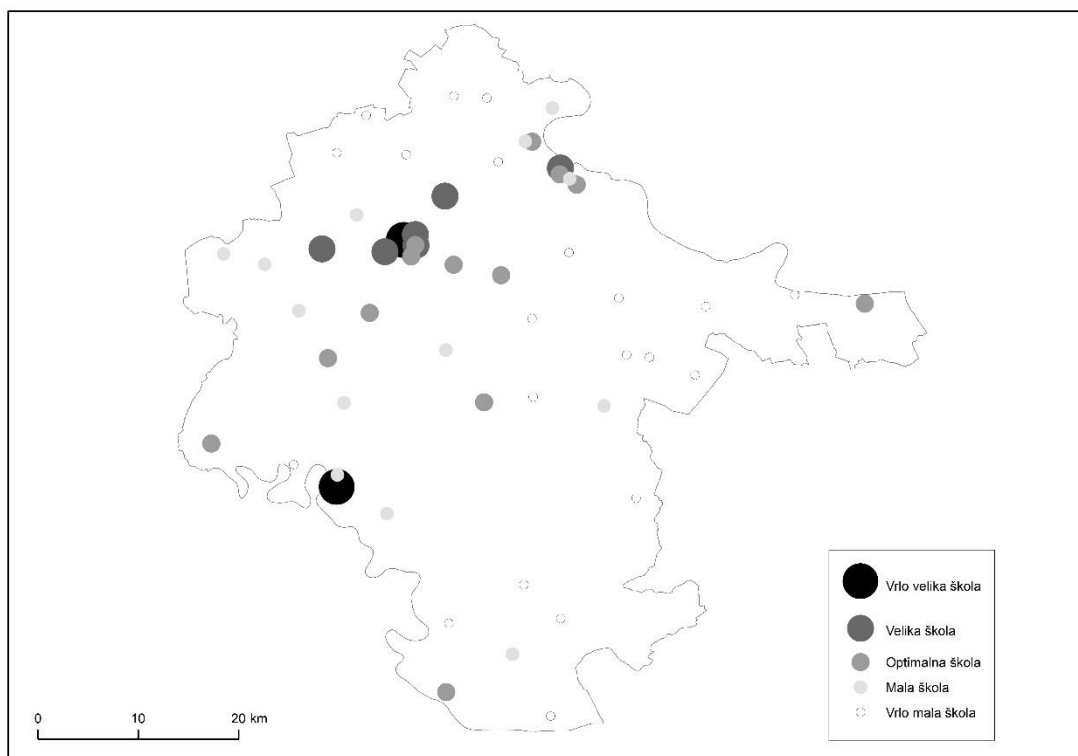 Vrlo velika škola
Velika škola
Optimalna škola
Mala škola
Vrlo mala škola
0 10 20 km